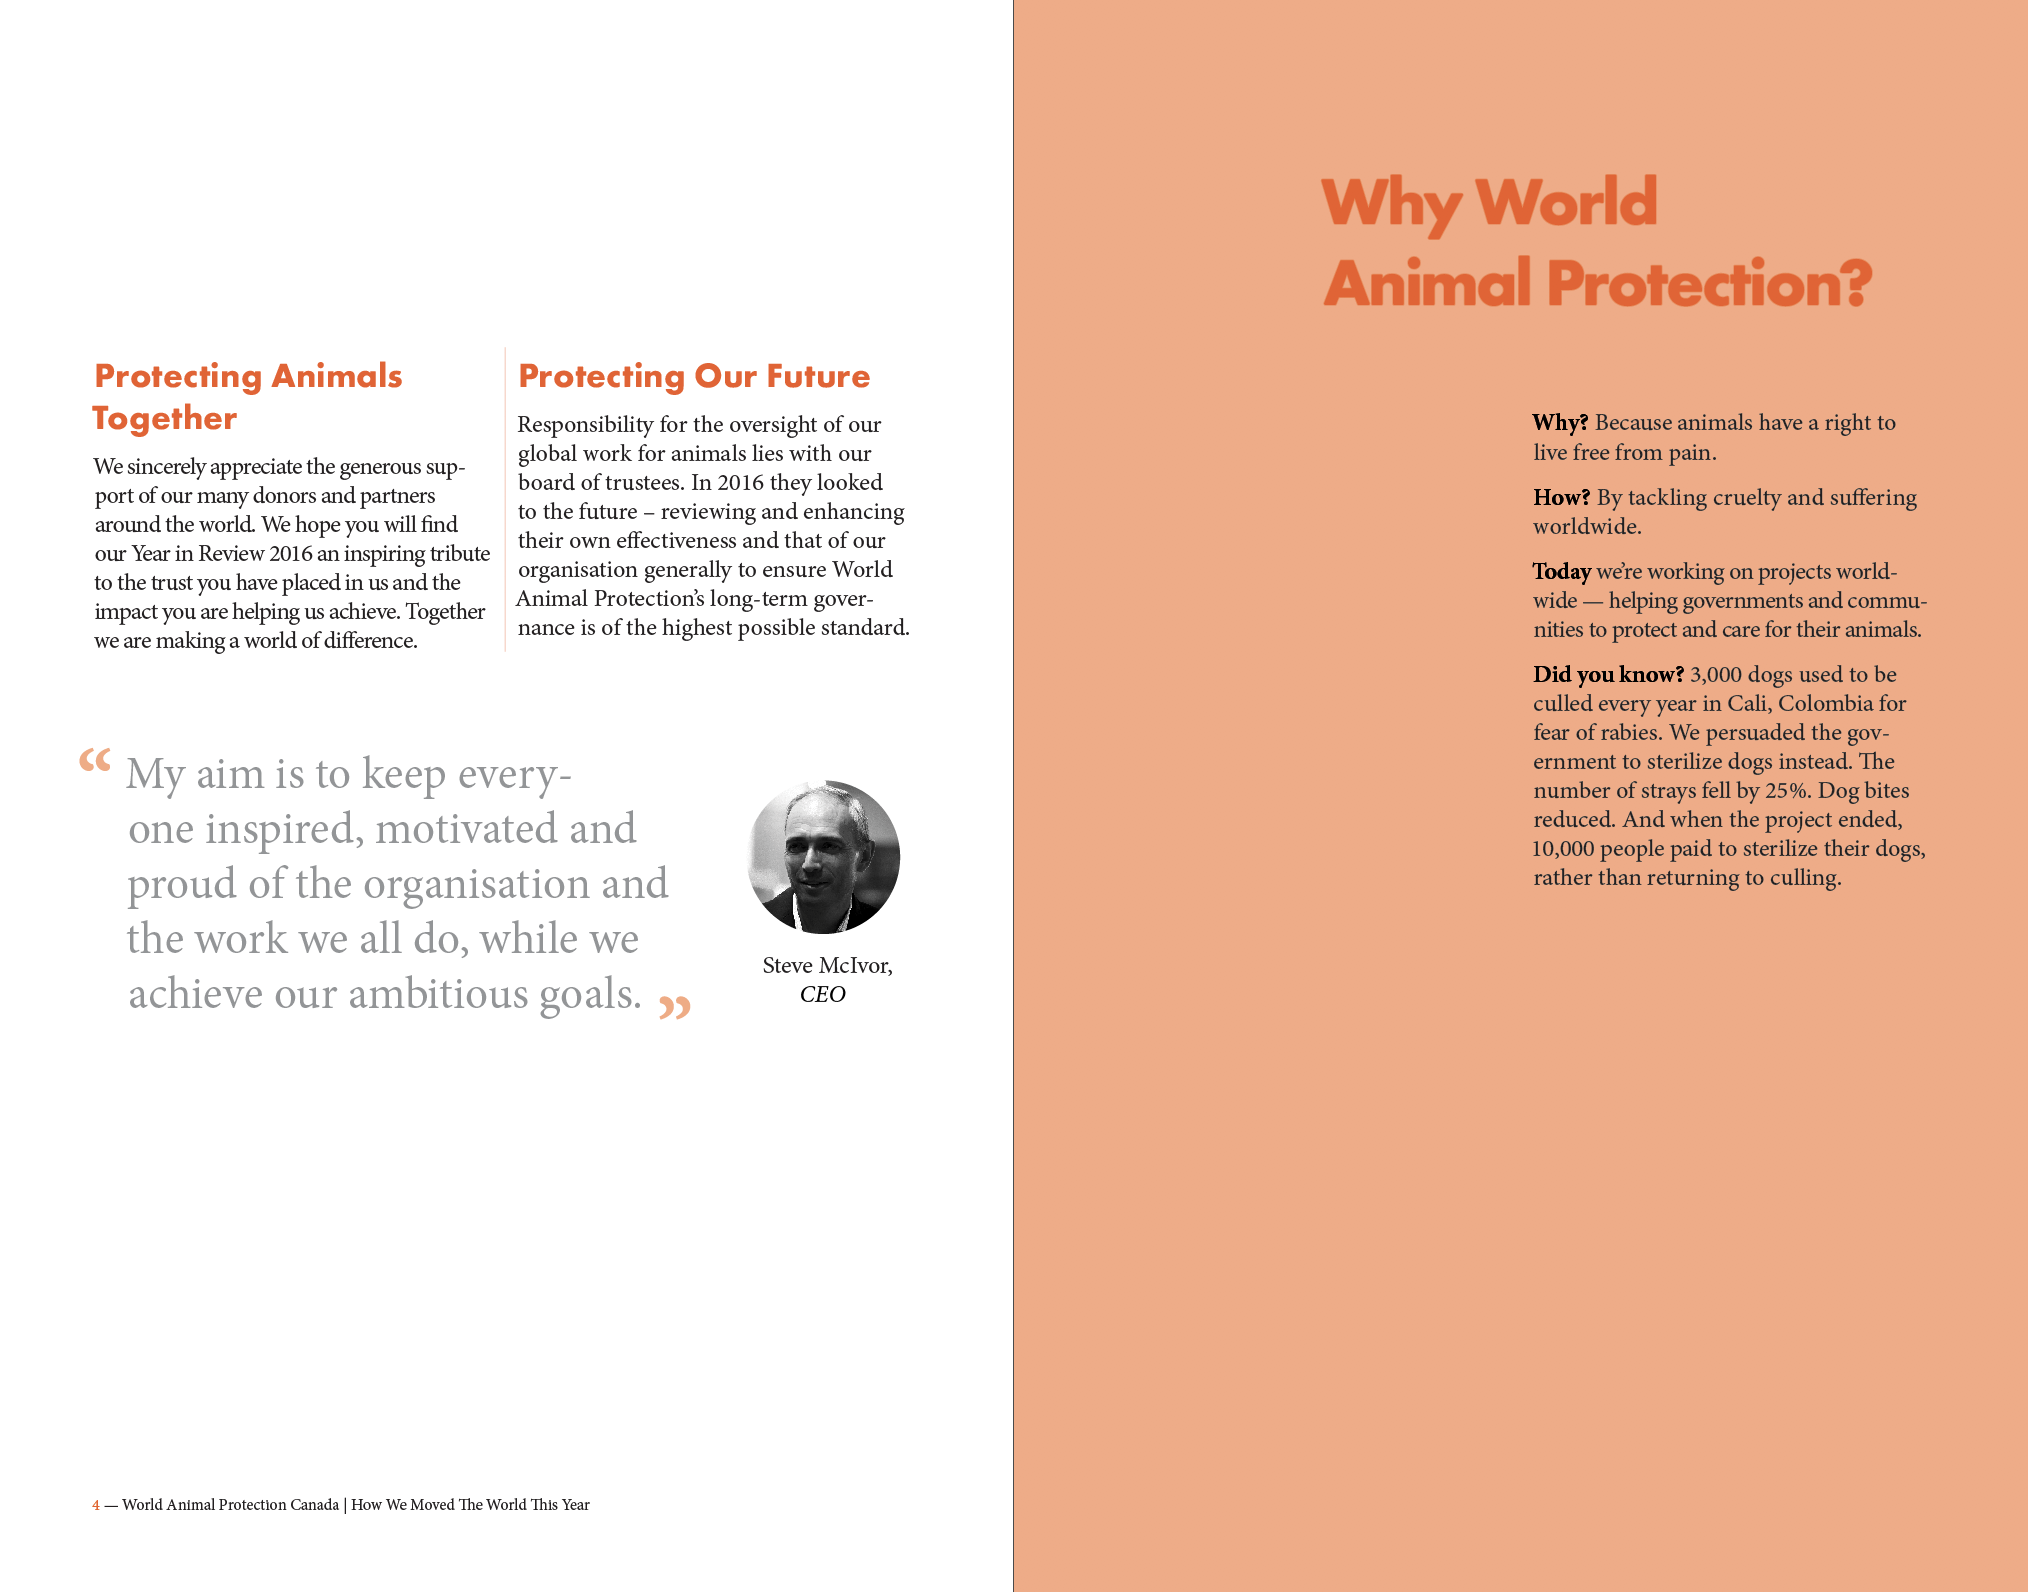 Protecting Animals
Together
We sincerely appreciate the generous sup-
port of our many donors and partners
around the world. We hope you will find
our Year in Review 2016 an inspiring tribute
to the trust you have placed in us and the
impact you are helping us achieve. Together
we are making a world of difference.
Protecting Our Future
Responsibility for the oversight of our
global work for animals lies with our
board of trustees. In 2016 they looked
to the future – reviewing and enhancing
their own effectiveness and that of our
organisation generally to ensure World
Animal Protection’s long-term gover-
nance is of the highest possible standard.
“ My aim is to keep every-
one inspired, motivated and
proud of the organisation and
the work we all do, while we
achieve our ambitious goals. ”
Steve McIvor,
CEO
4 — World Animal Protection Canada | How We Moved The World This Year
Why World
Animal Protection?
Why? Because animals have a right to
live free from pain.
How? By tackling cruelty and suffering
worldwide.
Today we’re working on projects world-
wide — helping governments and commu-
nities to protect and care for their animals.
Did you know? 3,000 dogs used to be
culled every year in Cali, Colombia for
fear of rabies. We persuaded the gov-
ernment to sterilize dogs instead. The
number of strays fell by 25%. Dog bites
reduced. And when the project ended,
10,000 people paid to sterilize their dogs,
rather than returning to culling.